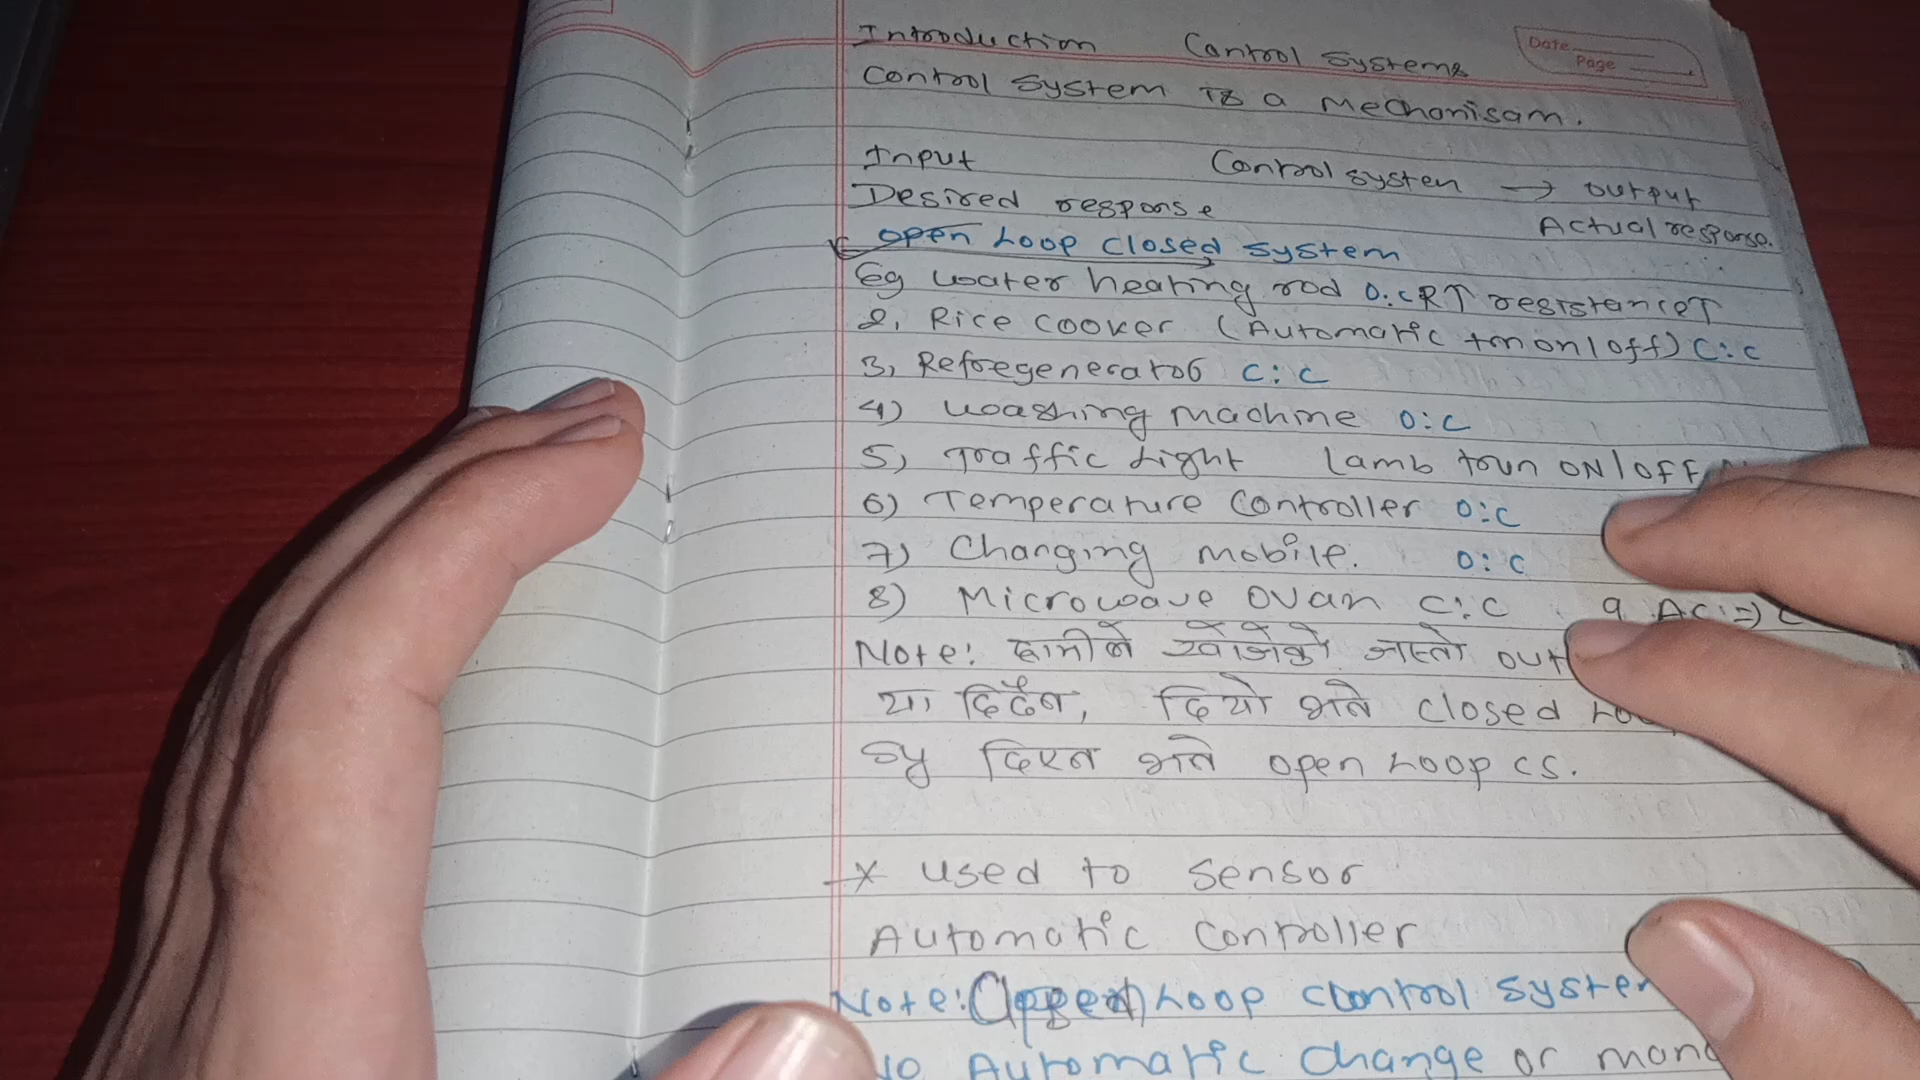 Introduction Control Systems
Date
Page
Control System is a mechanisam.
Input Control system → output
Desired response Actual response.
open Loop closed system
Eg water heating rod O:C R↑ resistance↑
2, Rice cooker (Automatic turn on/off) C:C
3, Refregenerator C:C
4) washing machine O:C
5) Traffic Light Lamb turn ON/OFF
6) Temperature Controller O:C
7) Changing mobile. O:C
8) Microwave Ovan C:C 9 AC =) C
Note: हामीले खोजेको जस्तो out
या दिदैन, दियो भने closed Loo
sy दिएन भने open Loop cs.
* used to sensor
Automatic Controller
Note: Loop control System
No Automatic change or